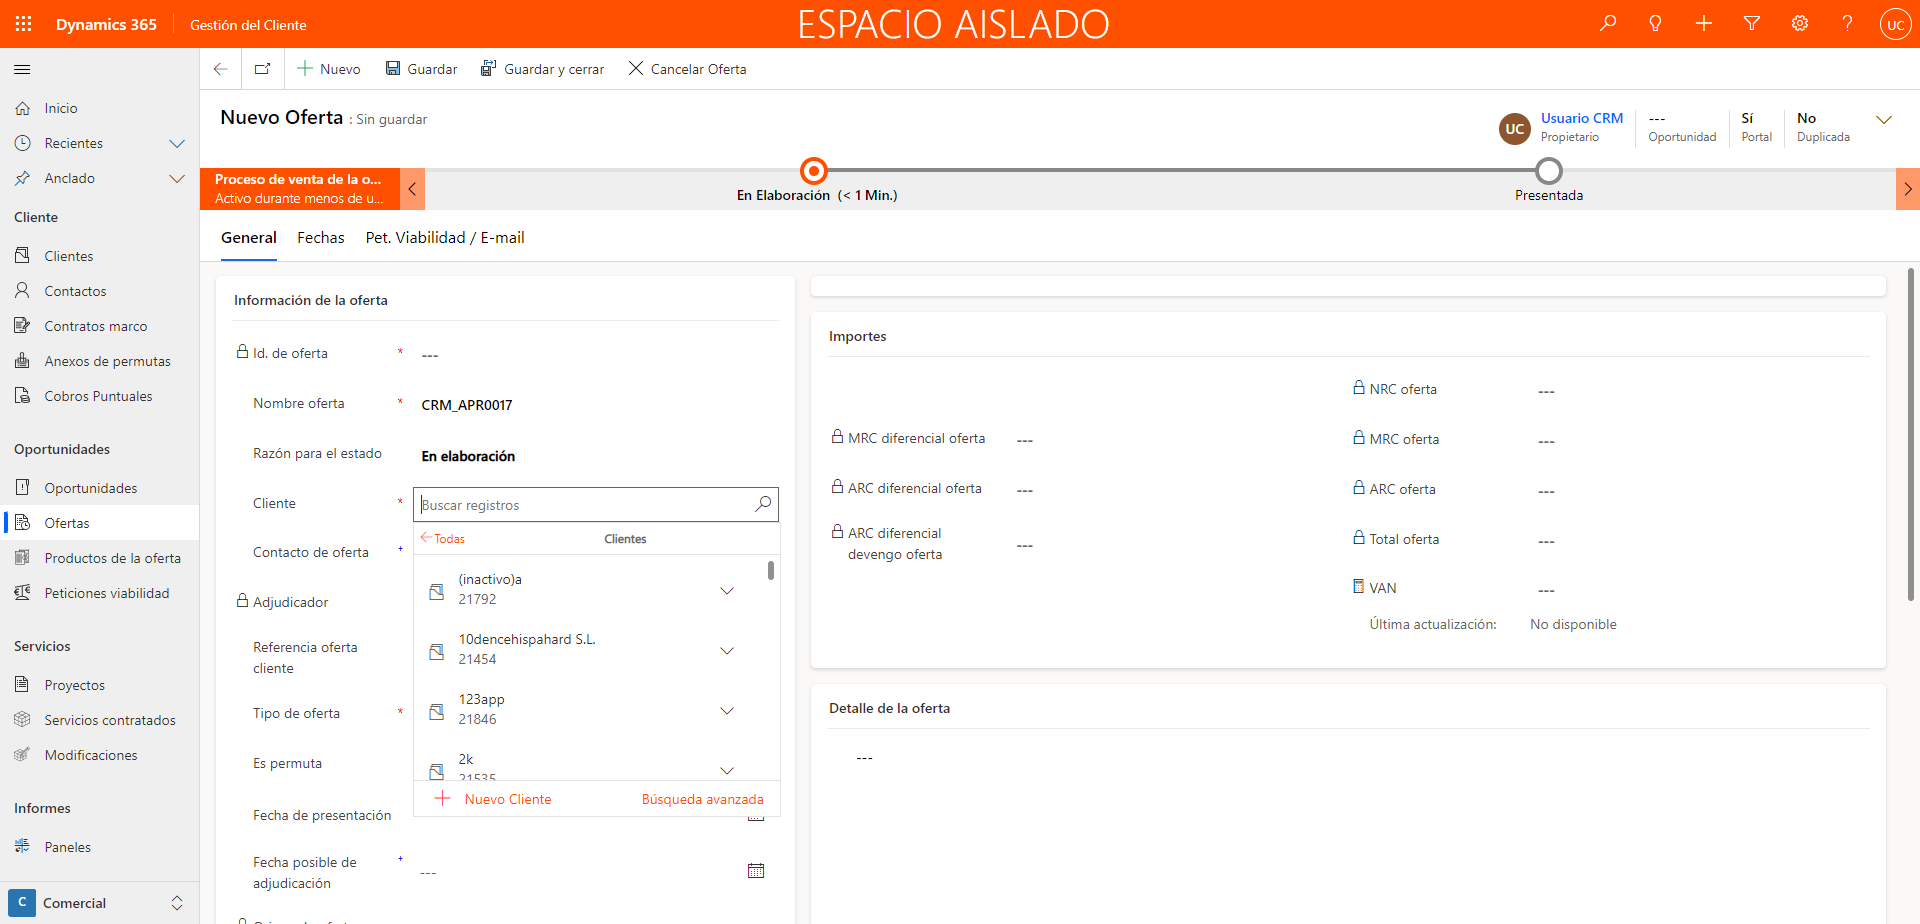 Dynamics 365
Gestión del Cliente
ESPACIO AISLADO
UC
Nuevo
Guardar
Guardar y cerrar
Cancelar Oferta
Inicio
Recientes
Anclado
Cliente
Clientes
Contactos
Contratos marco
Anexos de permutas
Cobros Puntuales
Oportunidades
Oportunidades
Ofertas
Productos de la oferta
Peticiones viabilidad
Servicios
Proyectos
Servicios contratados
Modificaciones
Informes
Paneles
C Comercial
Nuevo Oferta : Sin guardar
UC
Usuario CRM
Propietario
---
Oportunidad
Sí
Portal
No
Duplicada
Proceso de venta de la o...
Activo durante menos de u...
En Elaboración (< 1 Min.)
Presentada
General
Fechas
Pet. Viabilidad / E-mail
Información de la oferta
Id. de oferta * ---
Nombre oferta * CRM_APR0017
Razón para el estado En elaboración
Cliente * Buscar registros
Todas
Clientes
(inactivo)a
21792
10dencehispahard S.L.
21454
123app
21846
2k
21535
Nuevo Cliente
Búsqueda avanzada
Contacto de oferta +
Adjudicador
Referencia oferta
cliente
Tipo de oferta *
Es permuta
Fecha de presentación
Fecha posible de
adjudicación + ---
Importes
MRC diferencial oferta ---
ARC diferencial oferta ---
ARC diferencial
devengo oferta ---
NRC oferta ---
MRC oferta ---
ARC oferta ---
Total oferta ---
VAN ---
Última actualización: No disponible
Detalle de la oferta
---